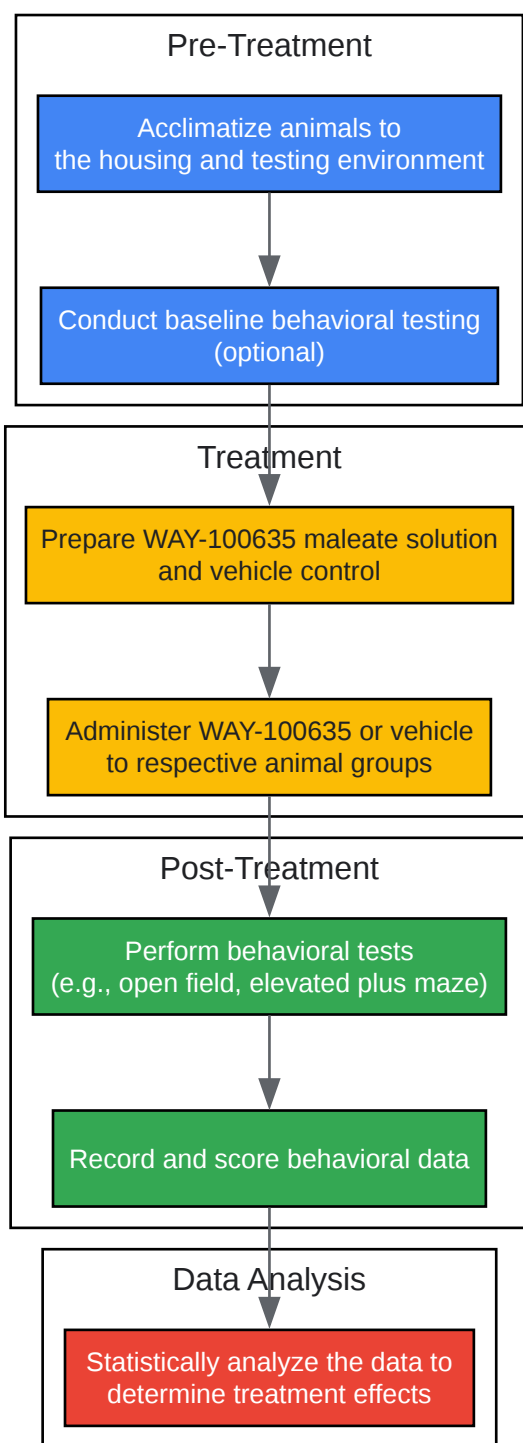 Pre-Treatment
Acclimatize animals to
the housing and testing environment
Conduct baseline behavioral testing
(optional)
Treatment
Prepare WAY-100635 maleate solution
and vehicle control
Administer WAY-100635 or vehicle
to respective animal groups
Post-Treatment
Perform behavioral tests
(e.g., open field, elevated plus maze)
Record and score behavioral data
Data Analysis
Statistically analyze the data to
determine treatment effects